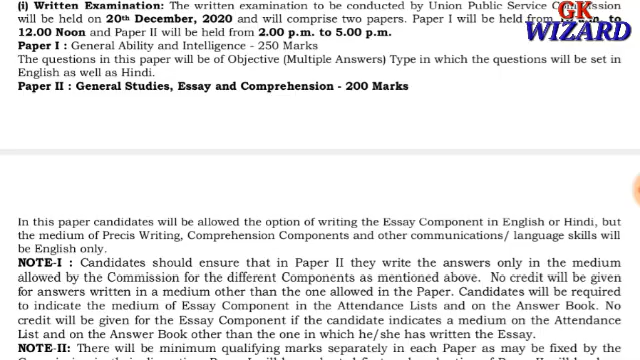 (i) Written Examination: The written examination to be conducted by Union Public Service
will be held on 20th December, 2020 and will comprise two papers. Paper I will be held from to
12.00 Noon and Paper II will be held from 2.00 p.m. to 5.00 p.m.
GK
WIZARD
Paper I : General Ability and Intelligence - 250 Marks
The questions in this paper will be of Objective (Multiple Answers) Type in which the questions will be set in
English as well as Hindi.
Paper II : General Studies, Essay and Comprehension - 200 Marks
In this paper candidates will be allowed the option of writing the Essay Component in English or Hindi, but
the medium of Precis Writing, Comprehension Components and other communications/ language skills will
be English only.
NOTE-I : Candidates should ensure that in Paper II they write the answers only in the medium
allowed by the Commission for the different Components as mentioned above. No credit will be given
for answers written in a medium other than the one allowed in the Paper. Candidates will be required
to indicate the medium of Essay Component in the Attendance Lists and on the Answer Book. No
credit will be given for the Essay Component if the candidate indicates a medium on the Attendance
List and on the Answer Book other than the one in which he/she has written the Essay.
NOTE-II: There will be minimum qualifying marks separately in each Paper as may be fixed by the